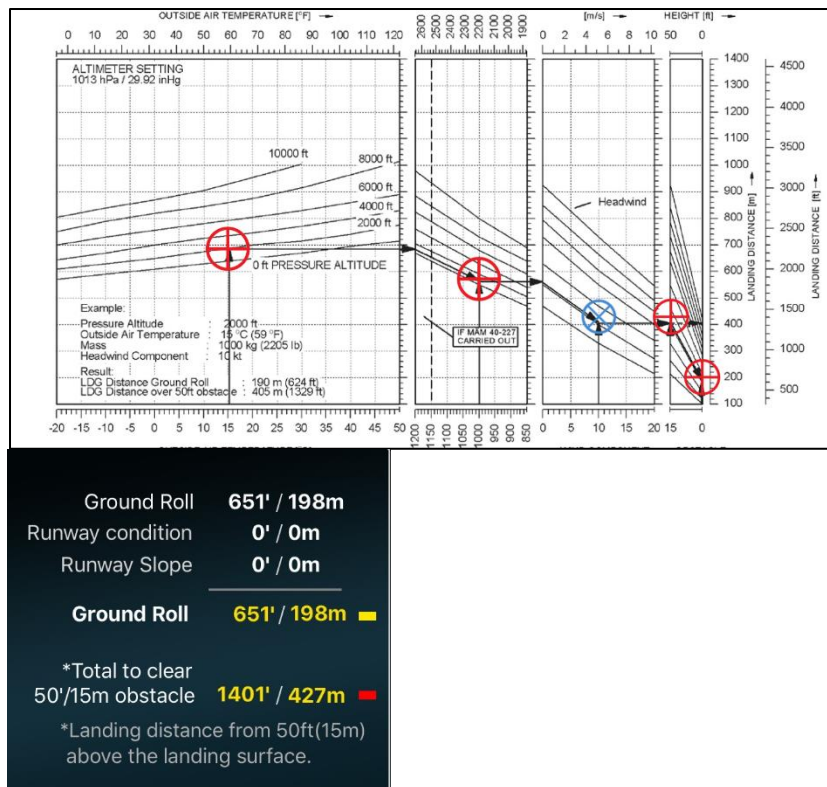 OUTSIDE AIR TEMPERATURE [°F] →
[m/s] →
HEIGHT [ft] →
0 10 20 30 40 50 60 70 80 90 100 110 120
2600 2500 2400 2300 2200 2100 2000 1900
0 5 10
50 0
ALTIMETER SETTING
1013 hPa / 29.92 inHg
10000 ft
8000 ft
6000 ft
4000 ft
2000 ft
0 ft PRESSURE ALTITUDE
Headwind
IF MAM 40-227
CARRIED OUT
Example:
Pressure Altitude : 2000 ft
Outside Air Temperature : 15 °C (59 °F)
Mass : 1000 kg (2205 lb)
Headwind Component : 10 kt
Result:
LDG Distance Ground Roll : 190 m (624 ft)
LDG Distance over 50ft obstacle : 405 m (1329 ft)
1400
1300
1200
1100
1000
900
800
700
600
500
400
300
200
100
LANDING DISTANCE [m] →
4500
4000
3500
3000
2500
2000
1500
1000
500
LANDING DISTANCE [ft] →
-20 -15 -10 -5 0 5 10 15 20 25 30 35 40 45 50
1200 1150 1100 1050 1000 950 900 850
0 5 10 15 20
15 0
Ground Roll 651' / 198m
Runway condition 0' / 0m
Runway Slope 0' / 0m
Ground Roll 651' / 198m
*Total to clear
50'/15m obstacle 1401' / 427m
*Landing distance from 50ft(15m)
above the landing surface.